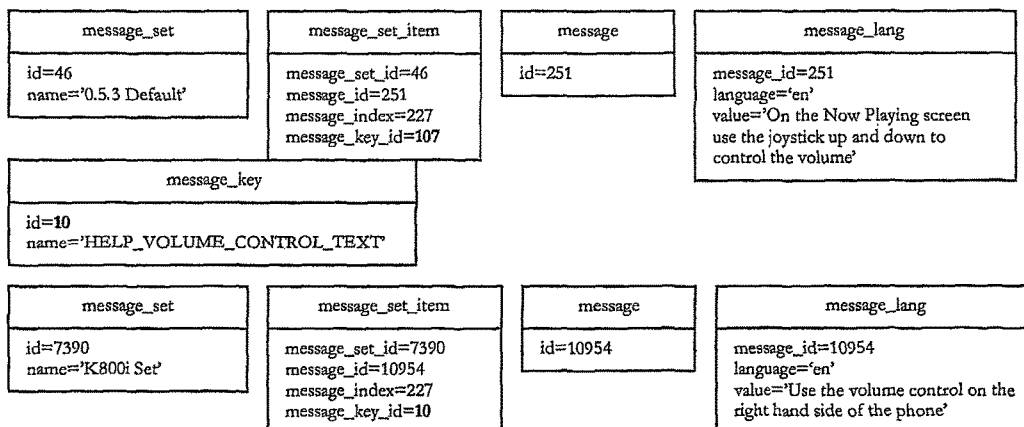 message_set
id=46
name='0.5.3 Default'
message_set_item
message_set_id=46
message_id=251
message_index=227
message_key_id=107
message
id=251
message_lang
message_id=251
language='en'
value='On the Now Playing screen
use the joystick up and down to
control the volume'
message_key
id=10
name='HELP_VOLUME_CONTROL_TEXT'
message_set
id=7390
name='K800i Set'
message_set_item
message_set_id=7390
message_id=10954
message_index=227
message_key_id=10
message
id=10954
message_lang
message_id=10954
language='en'
value='Use the volume control on the
right hand side of the phone'